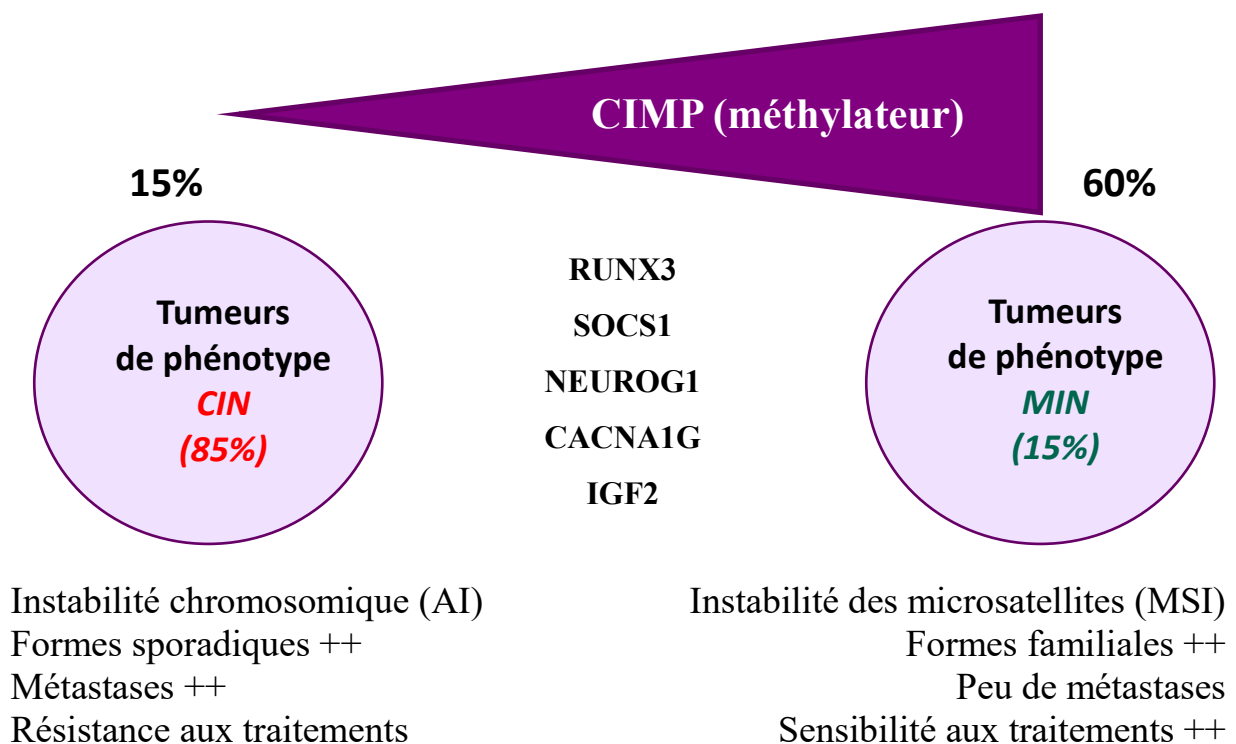 CIMP (méthylateur)
15%
60%
Tumeurs
de phénotype
CIN
(85%)
RUNX3
SOCS1
NEUROG1
CACNA1G
IGF2
Tumeurs
de phénotype
MIN
(15%)
Instabilité chromosomique (AI)
Formes sporadiques ++
Métastases ++
Résistance aux traitements
Instabilité des microsatellites (MSI)
Formes familiales ++
Peu de métastases
Sensibilité aux traitements ++